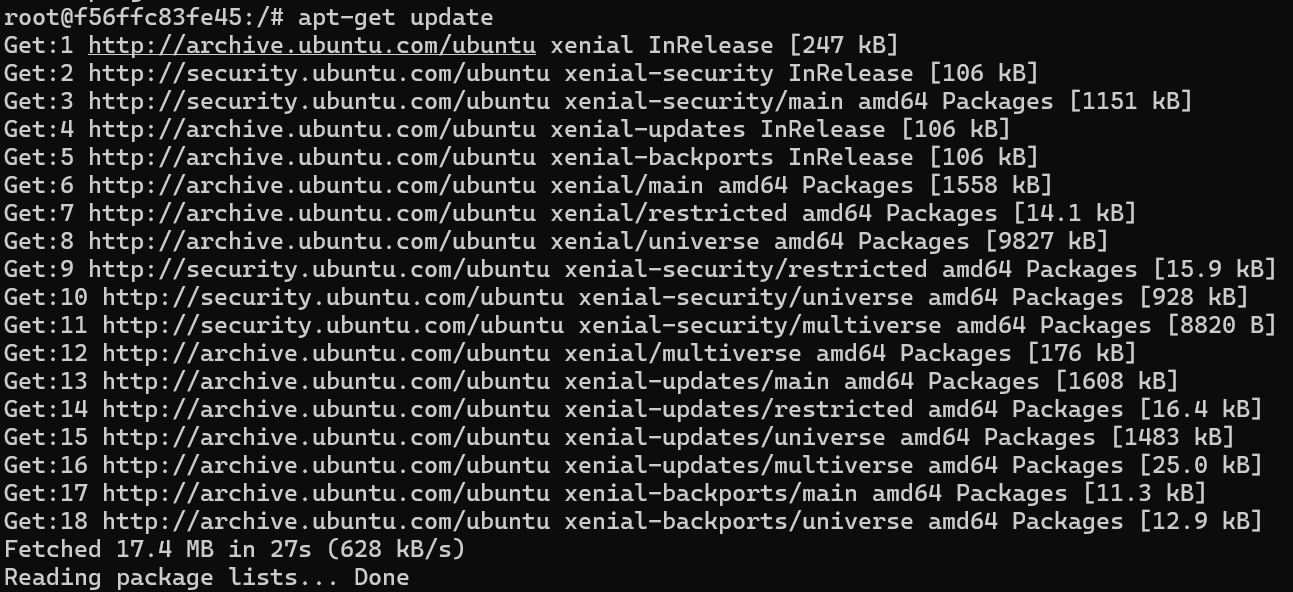 root@f56ffc83fe45:/# apt-get update
Get:1 http://archive.ubuntu.com/ubuntu xenial InRelease [247 kB]
Get:2 http://security.ubuntu.com/ubuntu xenial-security InRelease [106 kB]
Get:3 http://security.ubuntu.com/ubuntu xenial-security/main amd64 Packages [1151 kB]
Get:4 http://archive.ubuntu.com/ubuntu xenial-updates InRelease [106 kB]
Get:5 http://archive.ubuntu.com/ubuntu xenial-backports InRelease [106 kB]
Get:6 http://archive.ubuntu.com/ubuntu xenial/main amd64 Packages [1558 kB]
Get:7 http://archive.ubuntu.com/ubuntu xenial/restricted amd64 Packages [14.1 kB]
Get:8 http://archive.ubuntu.com/ubuntu xenial/universe amd64 Packages [9827 kB]
Get:9 http://security.ubuntu.com/ubuntu xenial-security/restricted amd64 Packages [15.9 kB]
Get:10 http://security.ubuntu.com/ubuntu xenial-security/universe amd64 Packages [928 kB]
Get:11 http://security.ubuntu.com/ubuntu xenial-security/multiverse amd64 Packages [8820 B]
Get:12 http://archive.ubuntu.com/ubuntu xenial/multiverse amd64 Packages [176 kB]
Get:13 http://archive.ubuntu.com/ubuntu xenial-updates/main amd64 Packages [1608 kB]
Get:14 http://archive.ubuntu.com/ubuntu xenial-updates/restricted amd64 Packages [16.4 kB]
Get:15 http://archive.ubuntu.com/ubuntu xenial-updates/universe amd64 Packages [1483 kB]
Get:16 http://archive.ubuntu.com/ubuntu xenial-updates/multiverse amd64 Packages [25.0 kB]
Get:17 http://archive.ubuntu.com/ubuntu xenial-backports/main amd64 Packages [11.3 kB]
Get:18 http://archive.ubuntu.com/ubuntu xenial-backports/universe amd64 Packages [12.9 kB]
Fetched 17.4 MB in 27s (628 kB/s)
Reading package lists... Done